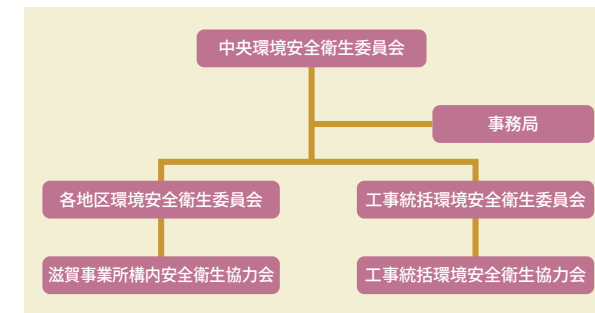 中央環境安全衛生委員会
事務局
各地区環境安全衛生委員会
工事統括環境安全衛生委員会
滋賀事業所構内安全衛生協力会
工事統括環境安全衛生協力会